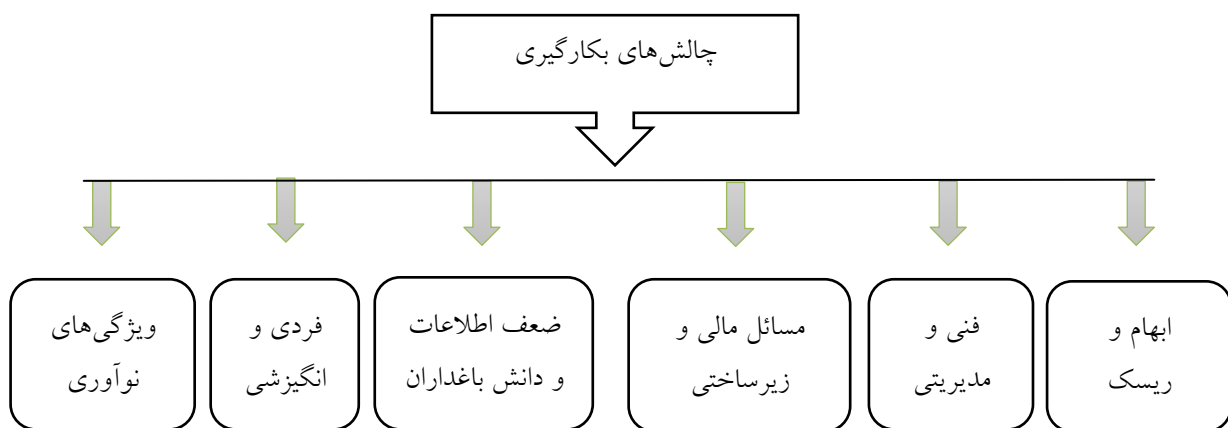 چالش‌های بکارگیری
ابهام و
ریسک
فنی و
مدیریتی
مسائل مالی و
زیرساختی
ضعف اطلاعات
و دانش باغداران
فردی و
انگیزشی
ویژگی‌های
نوآوری